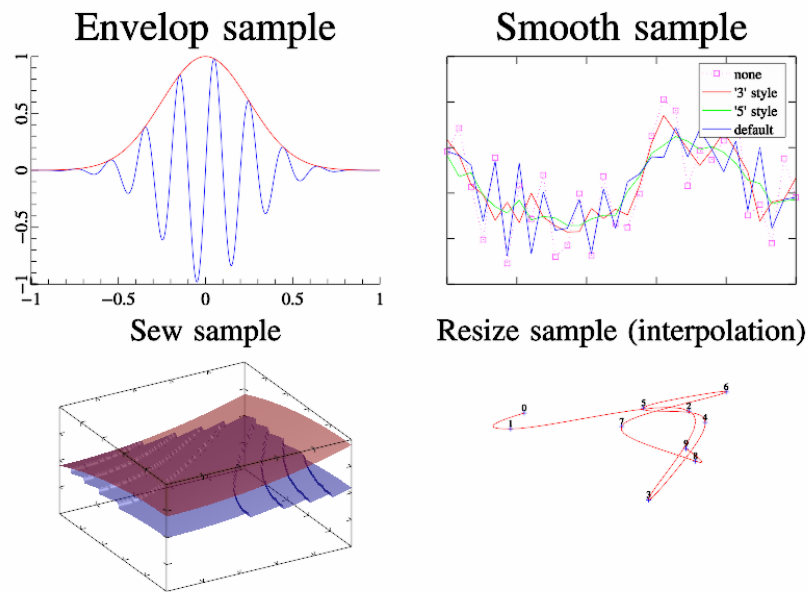 Envelop sample
Smooth sample
1
0.5
0
−0.5
−1
−1
−0.5
0
0.5
1
none
'3' style
'5' style
default
Sew sample
Resize sample (interpolation)
0
1
5
2
6
7
4
9
8
3